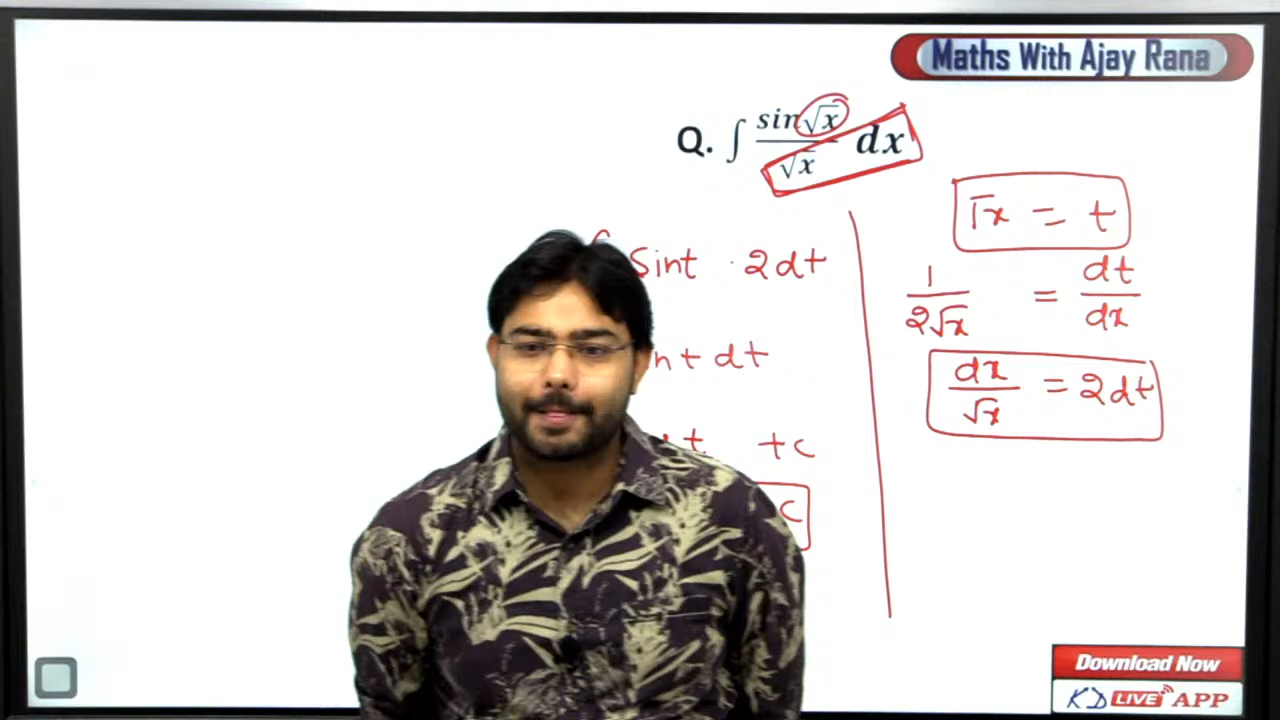 Maths With Ajay Rana
Q. ∫ sin√x / √x dx
Sint · 2dt
nt dt
t + c
c
√x = t
1 / 2√x = dt / dx
dx / √x = 2dt
Download Now
KD LIVE APP